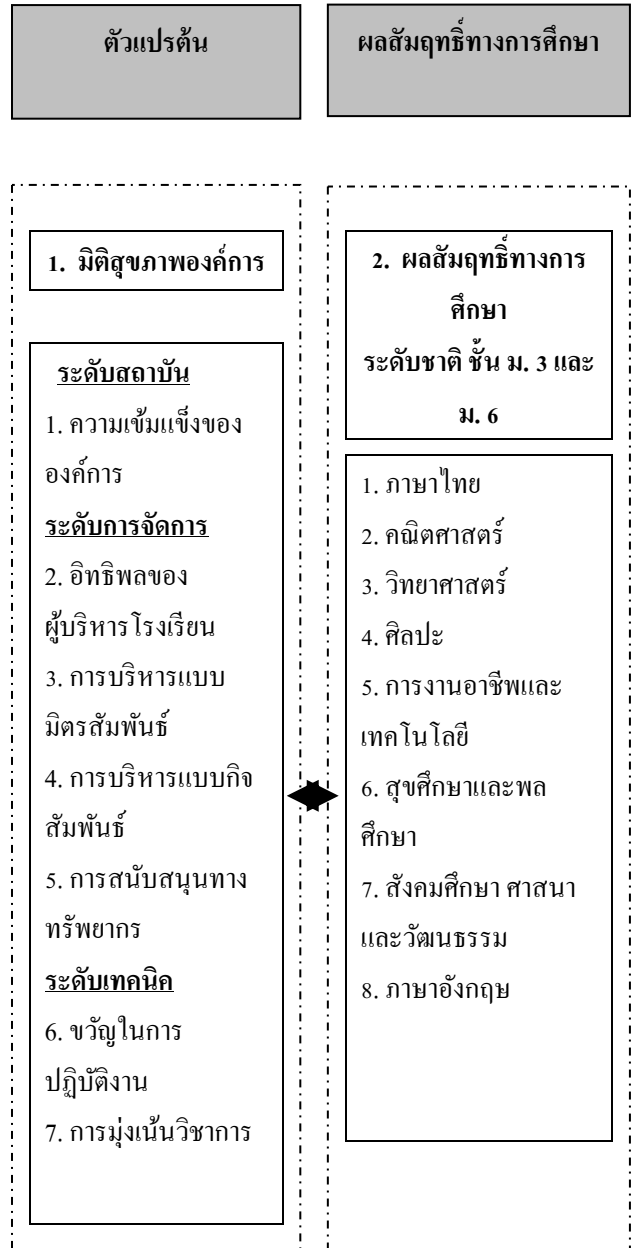 ตัวแปรต้น
ผลสัมฤทธิ์ทางการศึกษา
1. มิติสุขภาพองค์การ
ระดับสถาบัน
1. ความเข้มแข็งของ
องค์การ
ระดับการจัดการ
2. อิทธิพลของ
ผู้บริหารโรงเรียน
3. การบริหารแบบ
มิตรสัมพันธ์
4. การบริหารแบบกิจ
สัมพันธ์
5. การสนับสนุนทาง
ทรัพยากร
ระดับเทคนิค
6. ขวัญในการ
ปฏิบัติงาน
7. การมุ่งเน้นวิชาการ
2. ผลสัมฤทธิ์ทางการ
ศึกษา
ระดับชาติ ชั้น ม. 3 และ
ม. 6
1. ภาษาไทย
2. คณิตศาสตร์
3. วิทยาศาสตร์
4. ศิลปะ
5. การงานอาชีพและ
เทคโนโลยี
6. สุขศึกษาและพล
ศึกษา
7. สังคมศึกษา ศาสนา
และวัฒนธรรม
8. ภาษาอังกฤษ